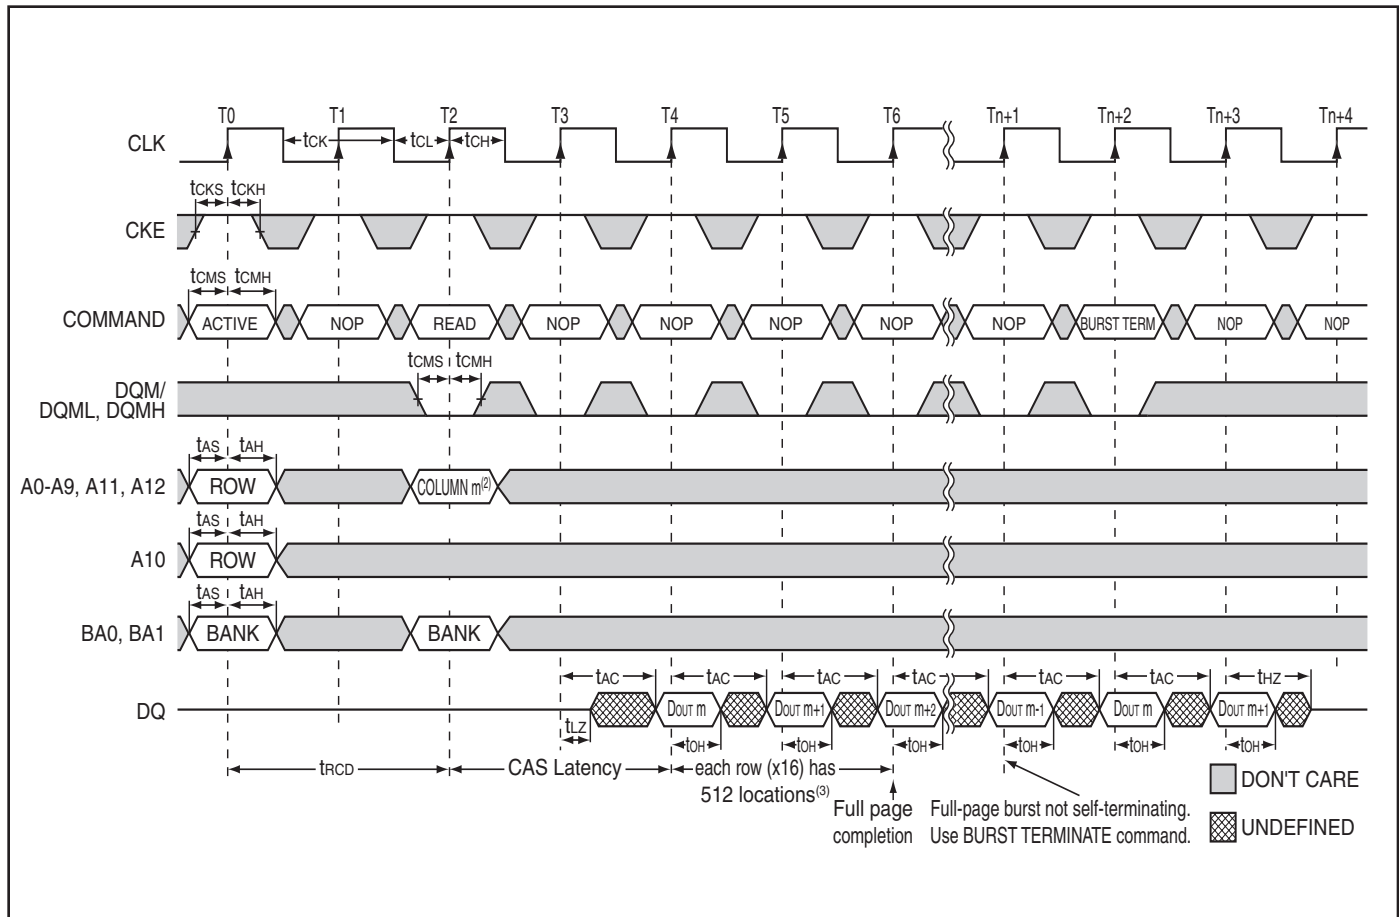 T0 T1 T2 T3 T4 T5 T6 Tn+1 Tn+2 Tn+3 Tn+4
CLK tCK tCL tCH
tCKS tCKH
CKE
tCMS tCMH
COMMAND ACTIVE NOP READ NOP NOP NOP NOP NOP BURST TERM NOP NOP
tCMS tCMH
DQM/
DQML, DQMH
tAS tAH
A0-A9, A11, A12 ROW COLUMN m(2)
tAS tAH
A10 ROW
tAS tAH
BA0, BA1 BANK BANK
tAC tAC tAC tAC tAC tAC tHZ
DQ DOUT m DOUT m+1 DOUT m+2 DOUT m-1 DOUT m DOUT m+1
tLZ tOH tOH tOH tOH tOH tOH
tRCD CAS Latency each row (x16) has
512 locations(3)
Full page
completion
Full-page burst not self-terminating.
Use BURST TERMINATE command.
DON'T CARE
UNDEFINED